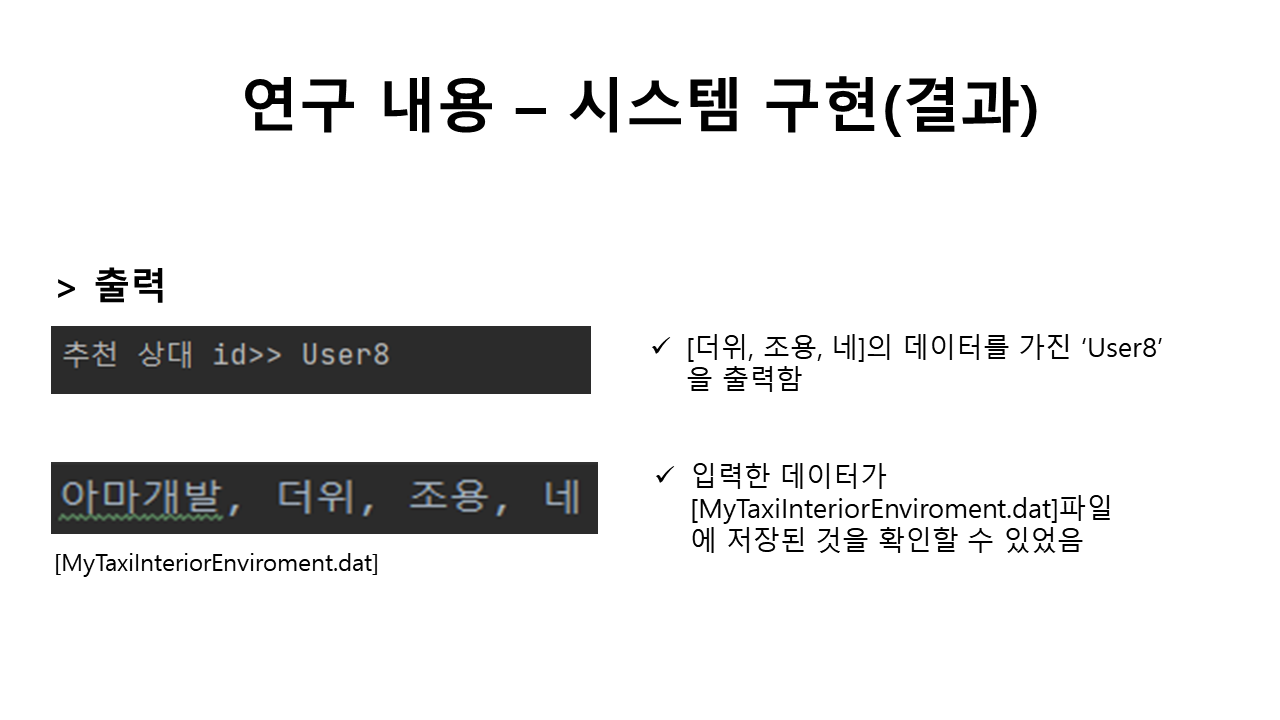 연구 내용 – 시스템 구현(결과)
> 출력
추천 상대 id>> User8
✓ [더위, 조용, 네]의 데이터를 가진 ‘User8’
을 출력함
아마개발, 더위, 조용, 네
[MyTaxiInteriorEnviroment.dat]
✓ 입력한 데이터가
[MyTaxiInteriorEnviroment.dat]파일
에 저장된 것을 확인할 수 있었음